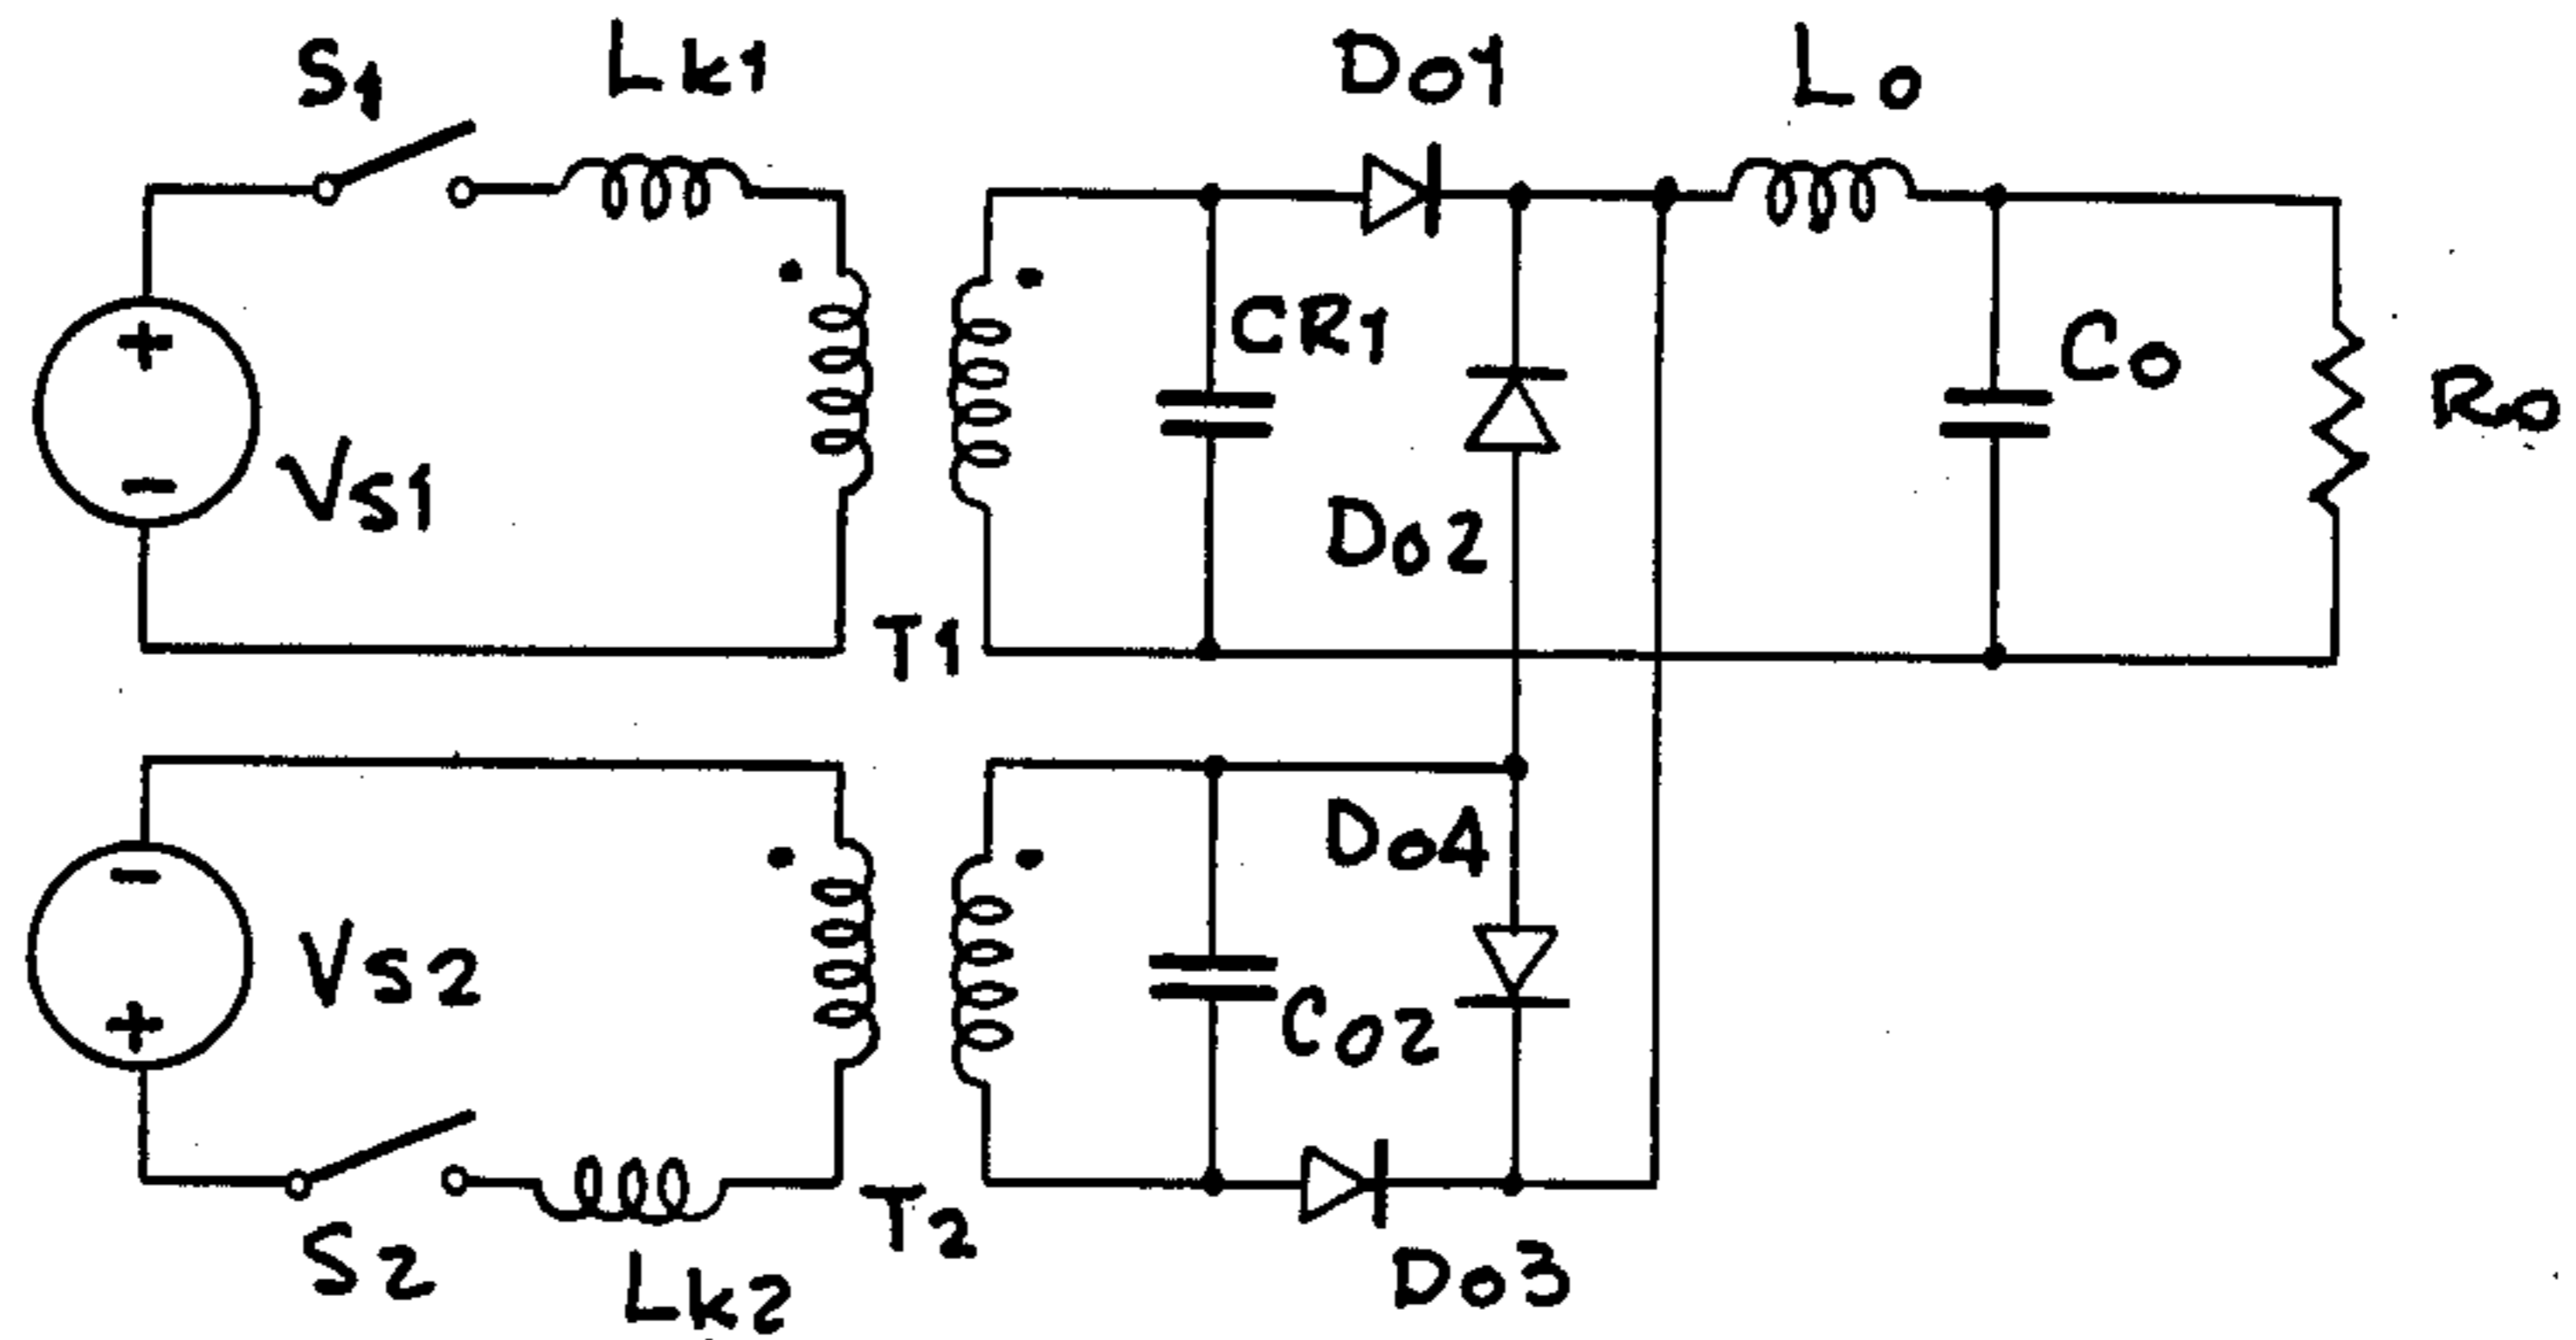 S1
Lk1
Do1
Lo
+
-
Vs1
CR1
Do2
Co
Ro
T1
-
+
Vs2
Do4
Co2
S2
Lk2
T2
Do3